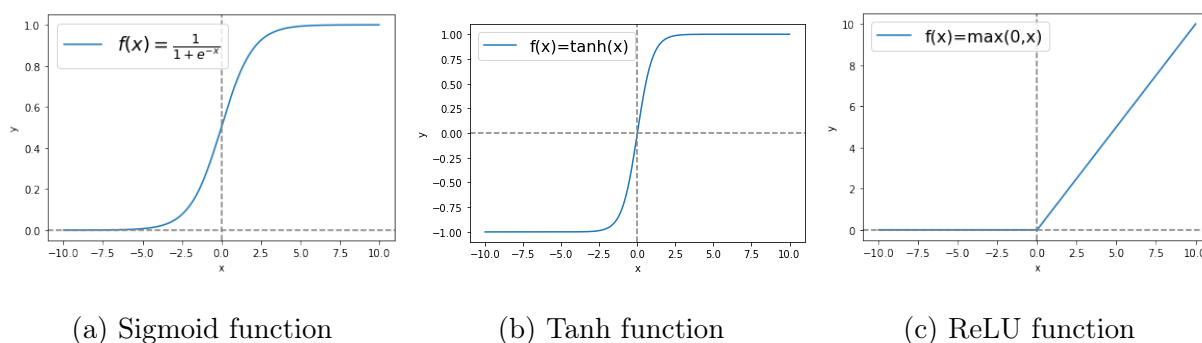 f(x) = 1/(1+e^{-x})
1.0
0.8
0.6
0.4
0.2
0.0
y
−10.0 −7.5 −5.0 −2.5 0.0 2.5 5.0 7.5 10.0
x
(a) Sigmoid function
f(x)=tanh(x)
1.00
0.75
0.50
0.25
0.00
−0.25
−0.50
−0.75
−1.00
y
−10.0 −7.5 −5.0 −2.5 0.0 2.5 5.0 7.5 10.0
x
(b) Tanh function
f(x)=max(0,x)
10
8
6
4
2
0
y
−10.0 −7.5 −5.0 −2.5 0.0 2.5 5.0 7.5 10.0
x
(c) ReLU function